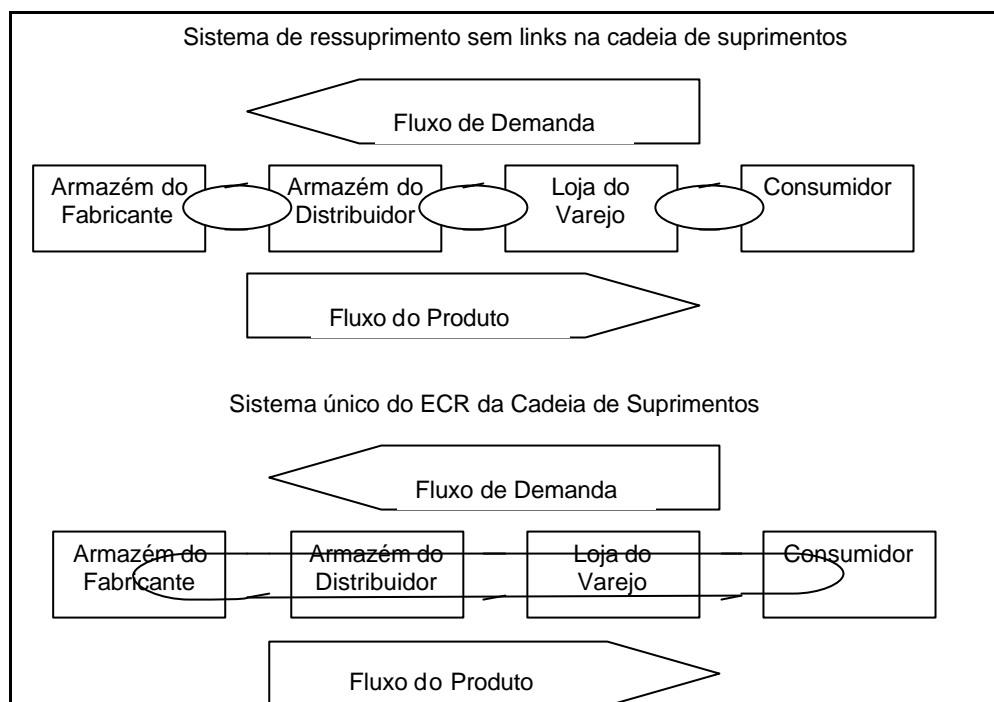 Sistema de ressuprimento sem links na cadeia de suprimentos
Fluxo de Demanda
Armazém do
Fabricante
Armazém do
Distribuidor
Loja do
Varejo
Consumidor
Fluxo do Produto
Sistema único do ECR da Cadeia de Suprimentos
Fluxo de Demanda
Armazém do
Fabricante
Armazém do
Distribuidor
Loja do
Varejo
Consumidor
Fluxo do Produto